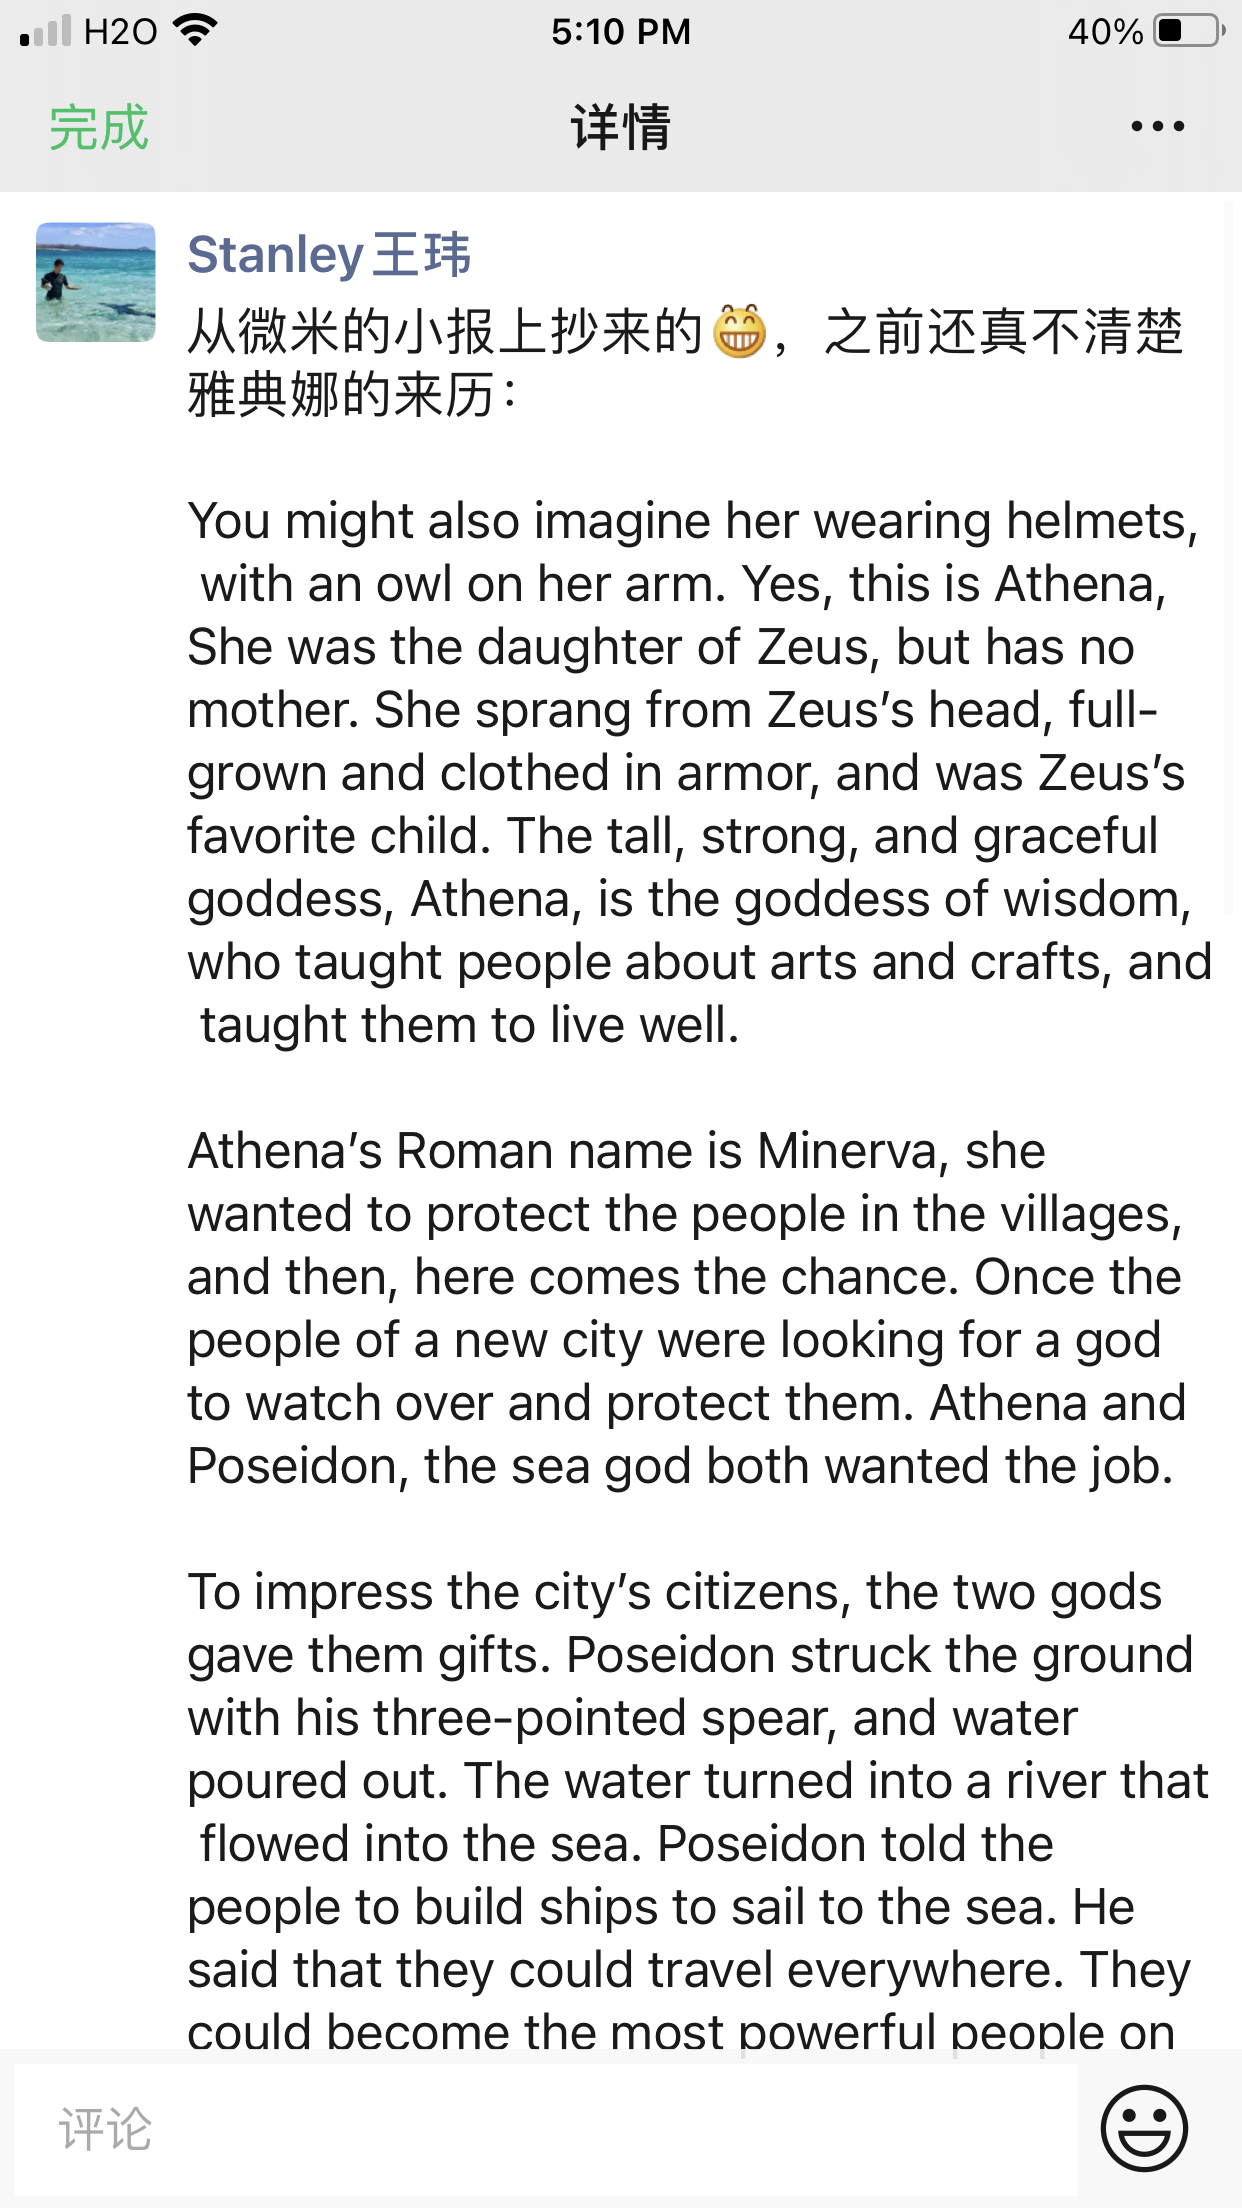 H2O 5:10 PM 40%
完成 详情
Stanley王玮
从微米的小报上抄来的😁，之前还真不清楚
雅典娜的来历：
You might also imagine her wearing helmets,
with an owl on her arm. Yes, this is Athena,
She was the daughter of Zeus, but has no
mother. She sprang from Zeus’s head, full-
grown and clothed in armor, and was Zeus’s
favorite child. The tall, strong, and graceful
goddess, Athena, is the goddess of wisdom,
who taught people about arts and crafts, and
taught them to live well.
Athena’s Roman name is Minerva, she
wanted to protect the people in the villages,
and then, here comes the chance. Once the
people of a new city were looking for a god
to watch over and protect them. Athena and
Poseidon, the sea god both wanted the job.
To impress the city’s citizens, the two gods
gave them gifts. Poseidon struck the ground
with his three-pointed spear, and water
poured out. The water turned into a river that
flowed into the sea. Poseidon told the
people to build ships to sail to the sea. He
said that they could travel everywhere. They
could become the most powerful people on
评论